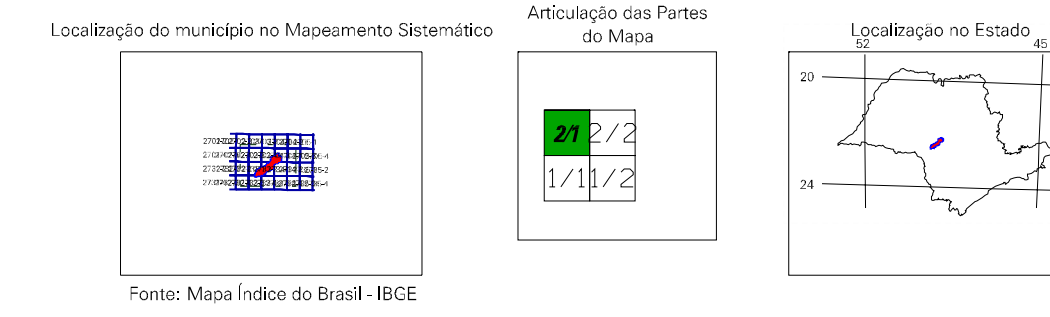 Localização do município no Mapeamento Sistemático
Fonte: Mapa Índice do Brasil - IBGE
Articulação das Partes
do Mapa
2/1 2/2
1/1 1/2
Localização no Estado
52 45
20
24